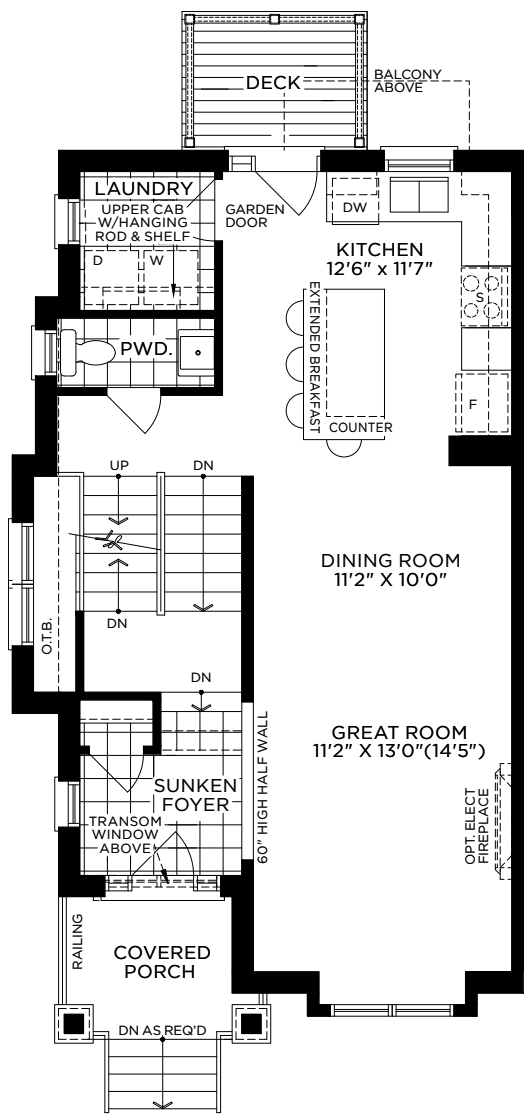 DECK
BALCONY
ABOVE
LAUNDRY
UPPER CAB
W/HANGING
ROD & SHELF
D
W
GARDEN
DOOR
DW
KITCHEN
12'6" x 11'7"
S
PWD.
EXTENDED BREAKFAST
COUNTER
F
UP
DN
DINING ROOM
11'2" X 10'0"
DN
O.T.B.
DN
GREAT ROOM
11'2" X 13'0"(14'5")
60" HIGH HALF WALL
SUNKEN
FOYER
OPT. ELECT
FIREPLACE
TRANSOM
WINDOW
ABOVE
RAILING
COVERED
PORCH
DN AS REQ'D